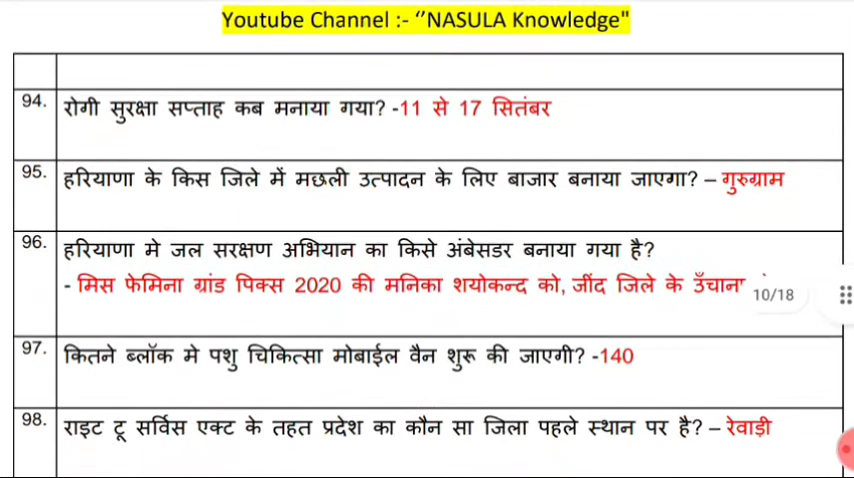 Youtube Channel :- "NASULA Knowledge"
94. रोगी सुरक्षा सप्ताह कब मनाया गया? -11 से 17 सितंबर
95. हरियाणा के किस जिले में मछली उत्पादन के लिए बाजार बनाया जाएगा? – गुरुग्राम
96. हरियाणा मे जल सरक्षण अभियान का किसे अंबेसडर बनाया गया है?
- मिस फेमिना ग्रांड पिक्स 2020 की मनिका शयोकन्द को, जींद जिले के
10/18
97. कितने ब्लॉक मे पशु चिकित्सा मोबाईल वैन शुरू की जाएगी? -140
98. राइट टू सर्विस एक्ट के तहत प्रदेश का कौन सा जिला पहले स्थान पर है? – रेवाड़ी